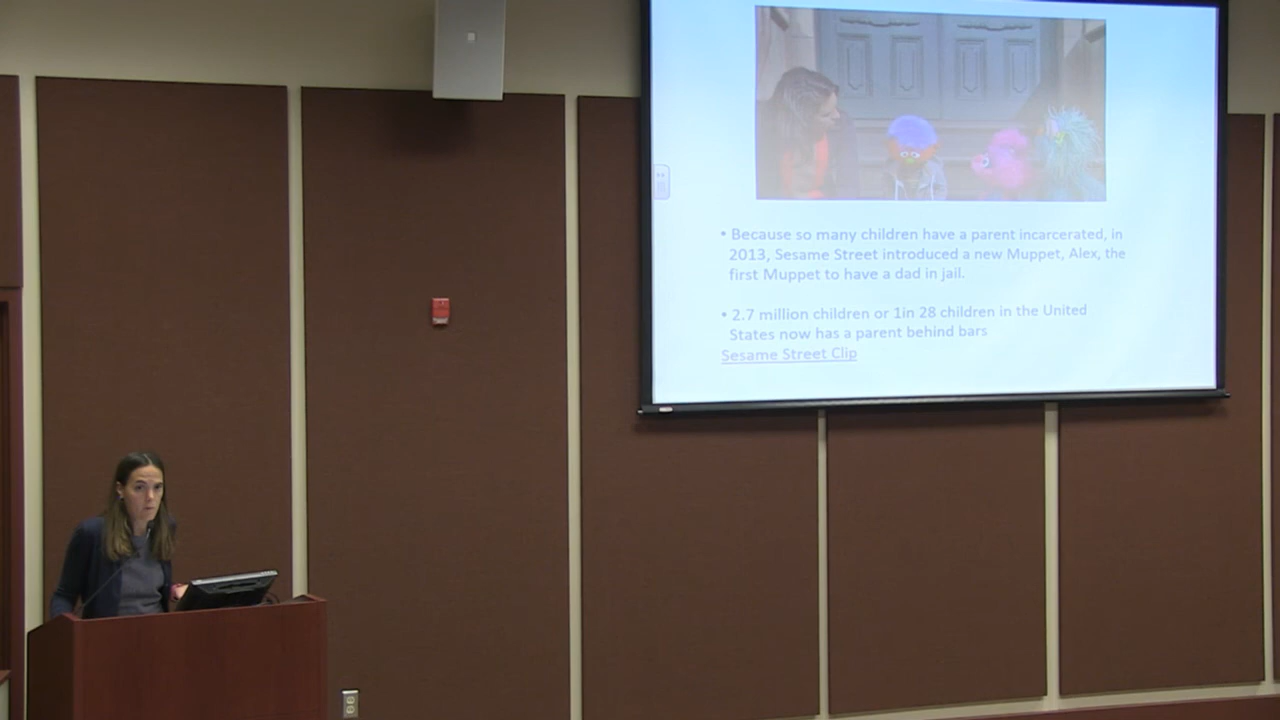 • Because so many children have a parent incarcerated, in
2013, Sesame Street introduced a new Muppet, Alex, the
first Muppet to have a dad in jail.
• 2.7 million children or 1in 28 children in the United
States now has a parent behind bars
Sesame Street Clip